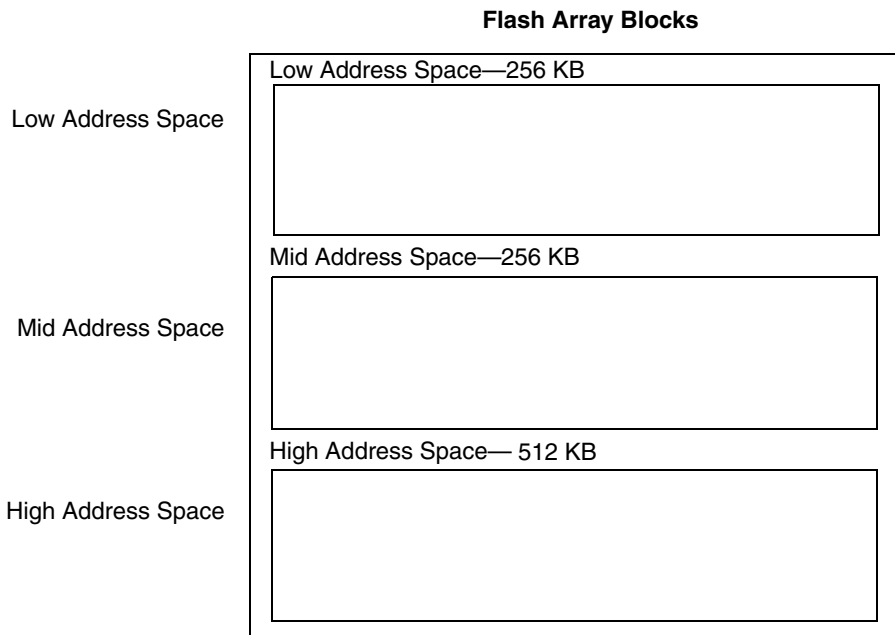 Flash Array Blocks
Low Address Space—256 KB
Low Address Space
Mid Address Space—256 KB
Mid Address Space
High Address Space— 512 KB
High Address Space